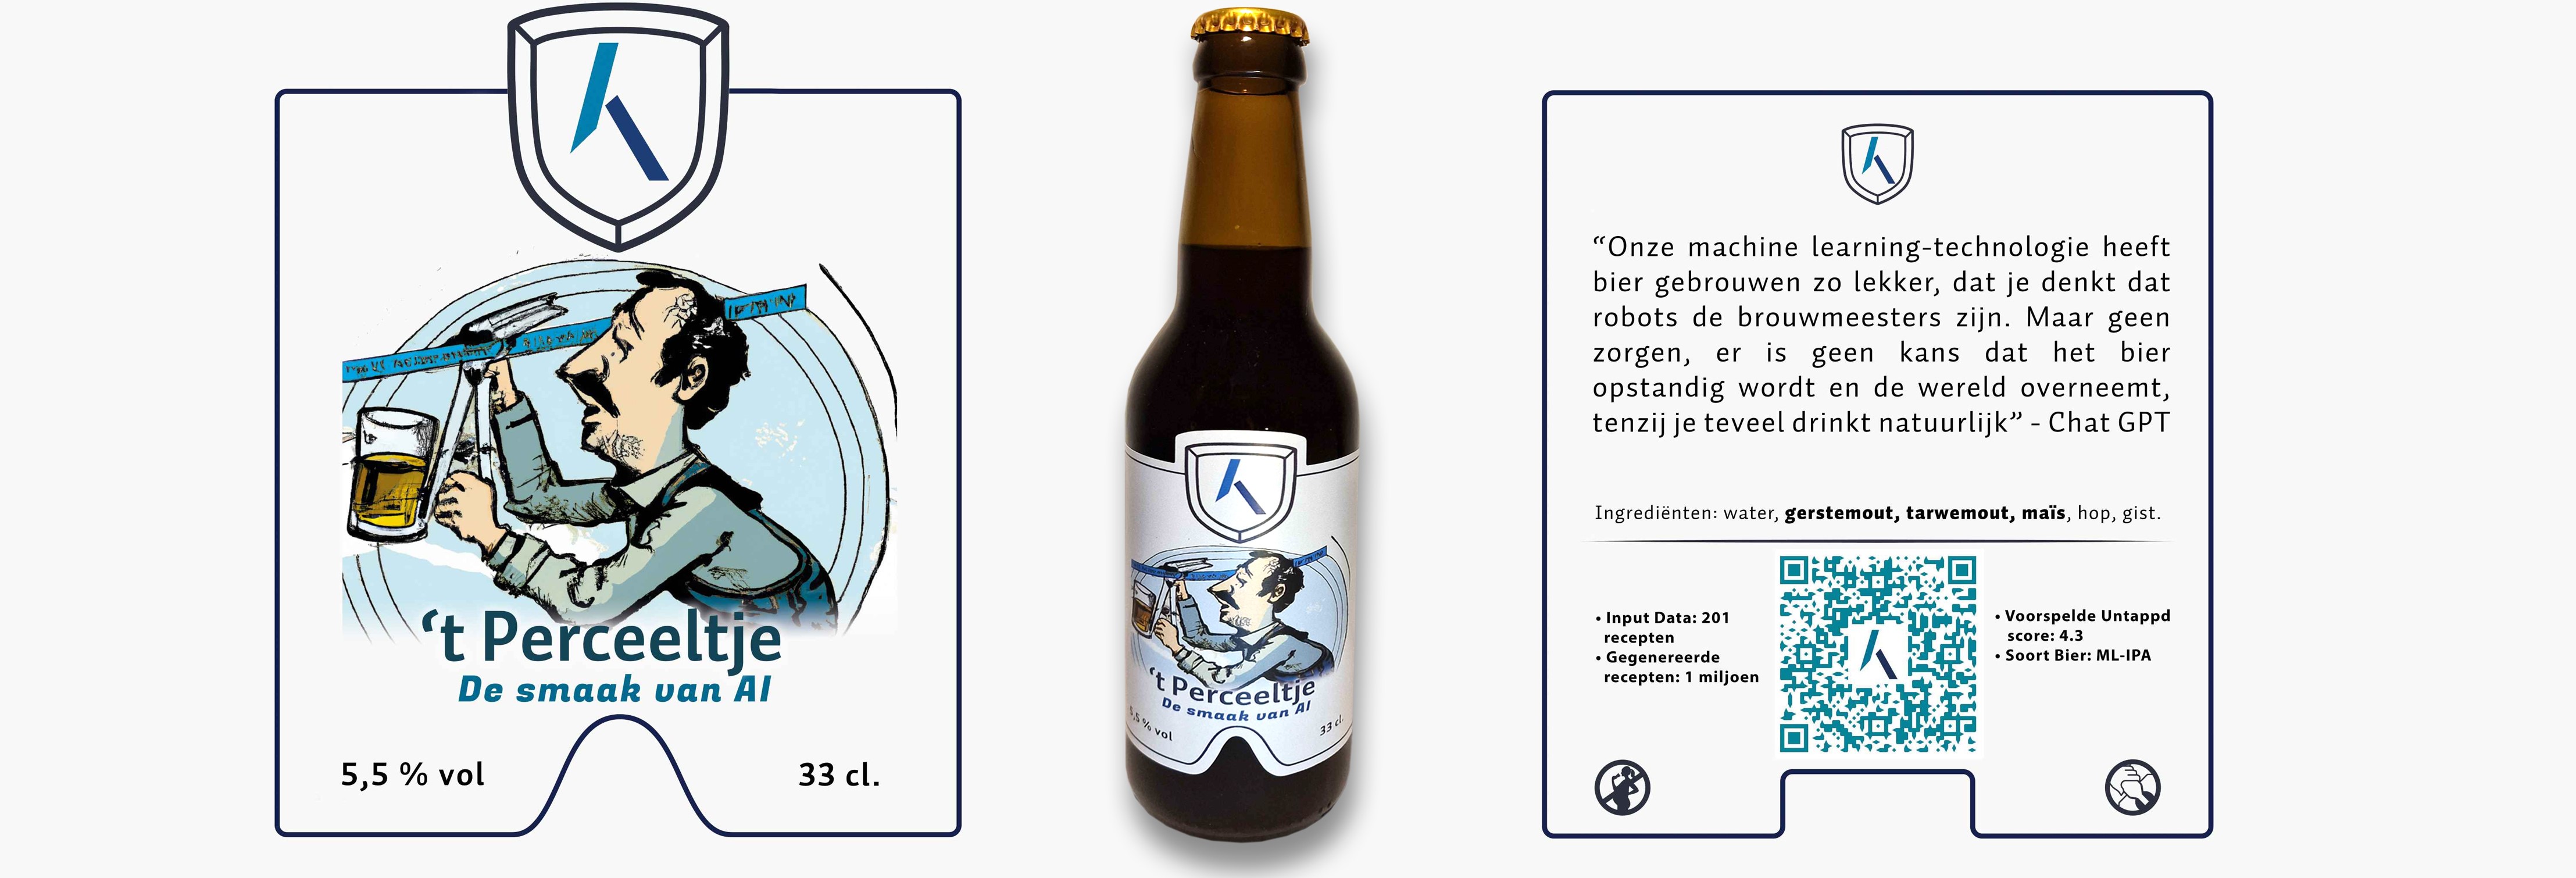 ‘t Perceeltje
De smaak van AI
5,5 % vol
33 cl.
‘t Perceeltje
De smaak van AI
5,5 % vol
33 cl.
“Onze machine learning-technologie heeft
bier gebrouwen zo lekker, dat je denkt dat
robots de brouwmeesters zijn. Maar geen
zorgen, er is geen kans dat het bier
opstandig wordt en de wereld overneemt,
tenzij je teveel drinkt natuurlijk” - Chat GPT
Ingrediënten: water, gerstemout, tarwemout, maïs, hop, gist.
• Input Data: 201
recepten
• Gegenereerde
recepten: 1 miljoen
• Voorspelde Untappd
score: 4.3
• Soort Bier: ML-IPA